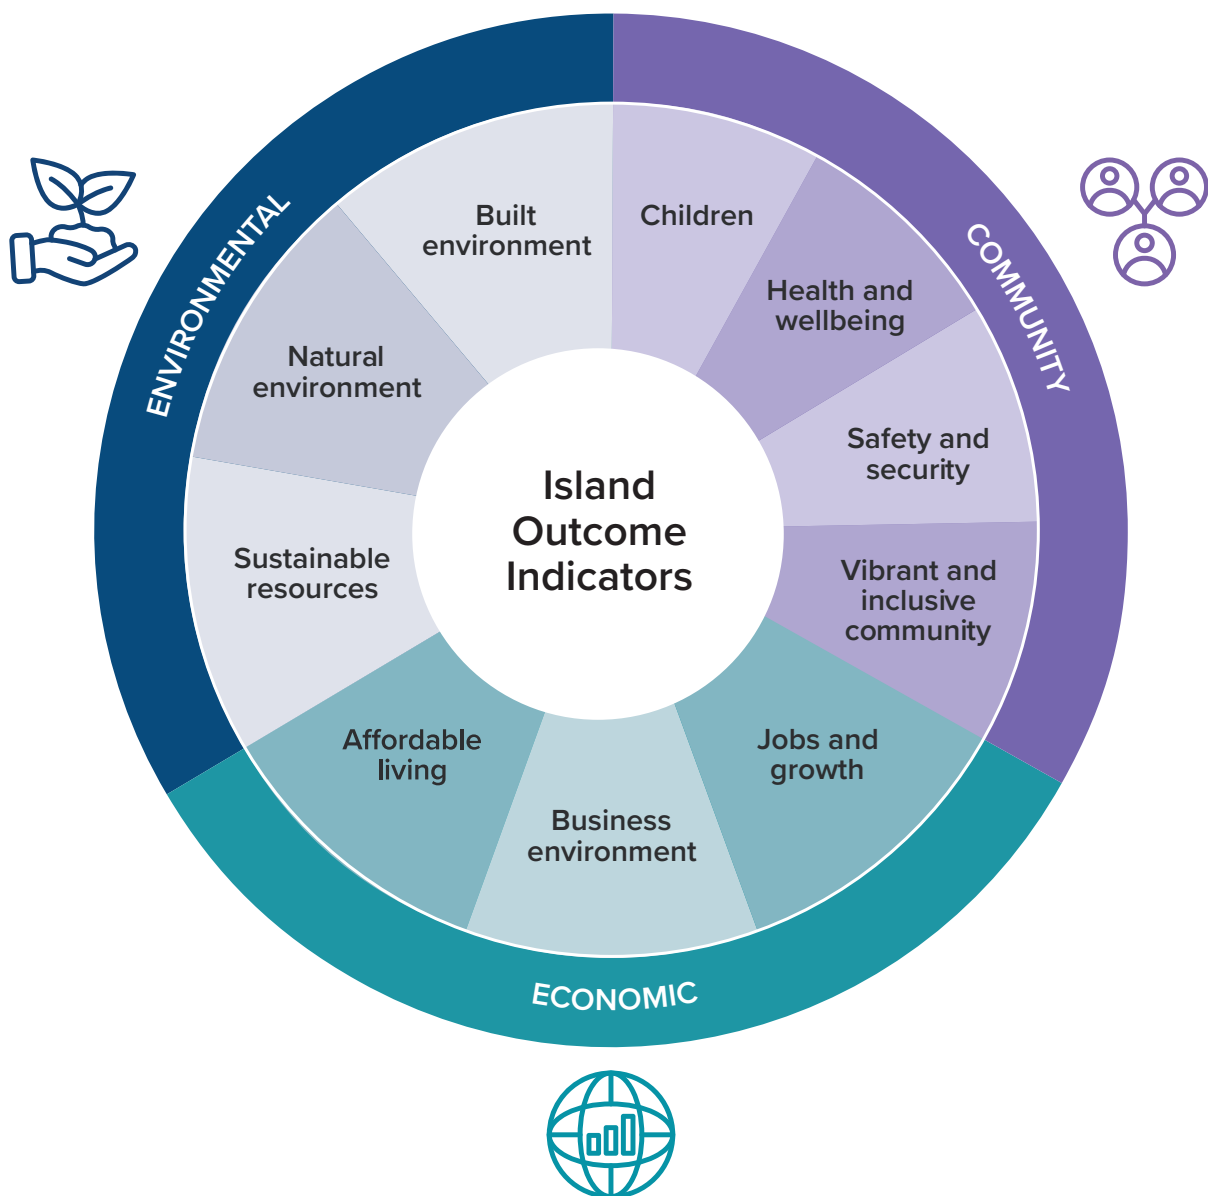 Island
Outcome
Indicators
ENVIRONMENTAL
COMMUNITY
ECONOMIC
Built
environment
Children
Health and
wellbeing
Safety and
security
Vibrant and
inclusive
community
Jobs and
growth
Business
environment
Affordable
living
Sustainable
resources
Natural
environment